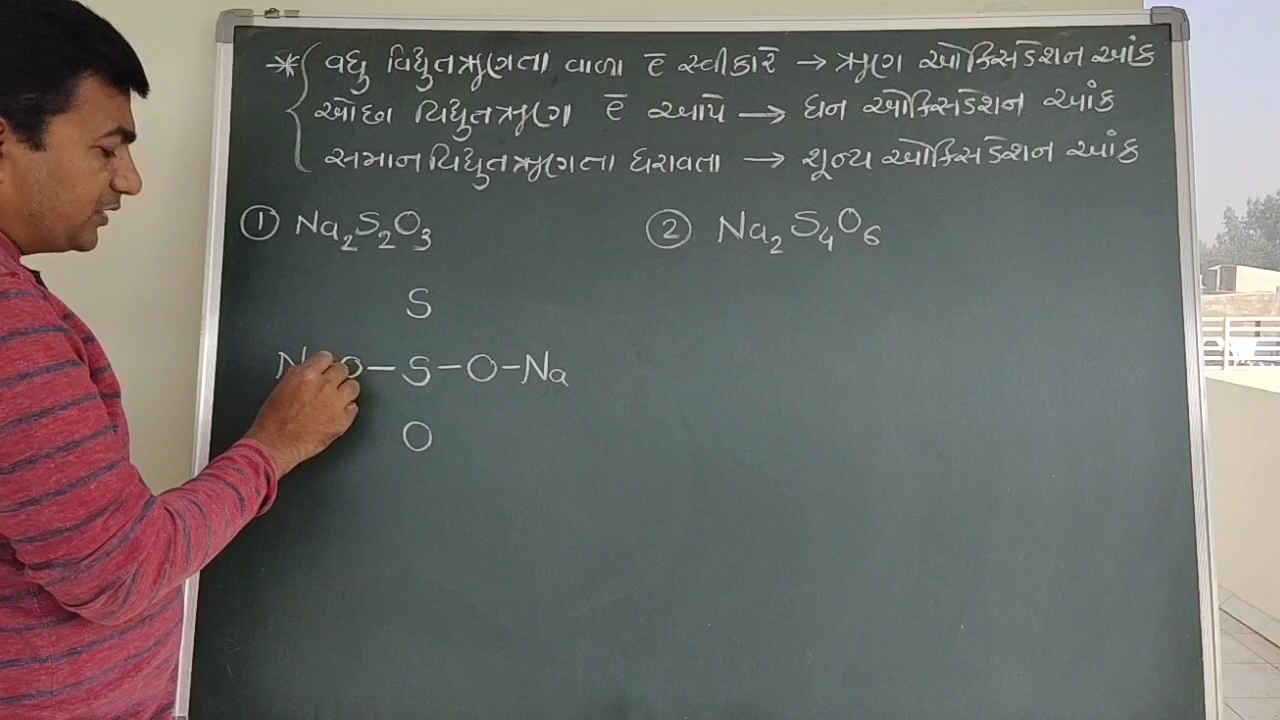 * વધુ વિદ્યુતઋણતા વાળા e̅ સ્વીકારે → ઋણ ઓક્સિડેશન આંક
ઓછા વિદ્યુતઋણ e̅ આપે → ધન ઓક્સિડેશન આંક
સમાન વિદ્યુતઋણતા ધરાવતા → શૂન્ય ઓક્સિડેશન આંક
① Na₂S₂O₃ ② Na₂S₄O₆
S
N O–S–O–Na
O